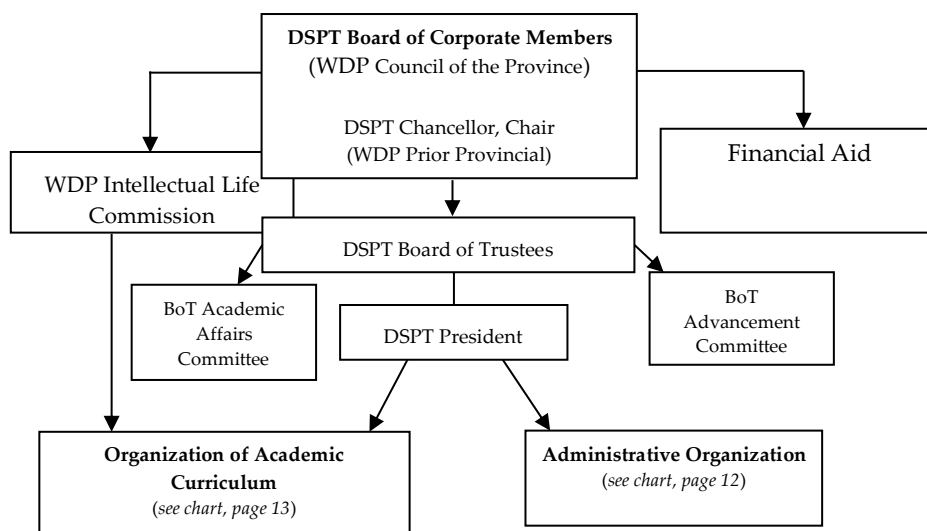 DSPT Board of Corporate Members
(WDP Council of the Province)
DSPT Chancellor, Chair
(WDP Prior Provincial)
Financial Aid
WDP Intellectual Life
Commission
DSPT Board of Trustees
BoT Academic
Affairs
Committee
DSPT President
BoT
Advancement
Committee
Organization of Academic
Curriculum
(see chart, page 13)
Administrative Organization
(see chart, page 12)